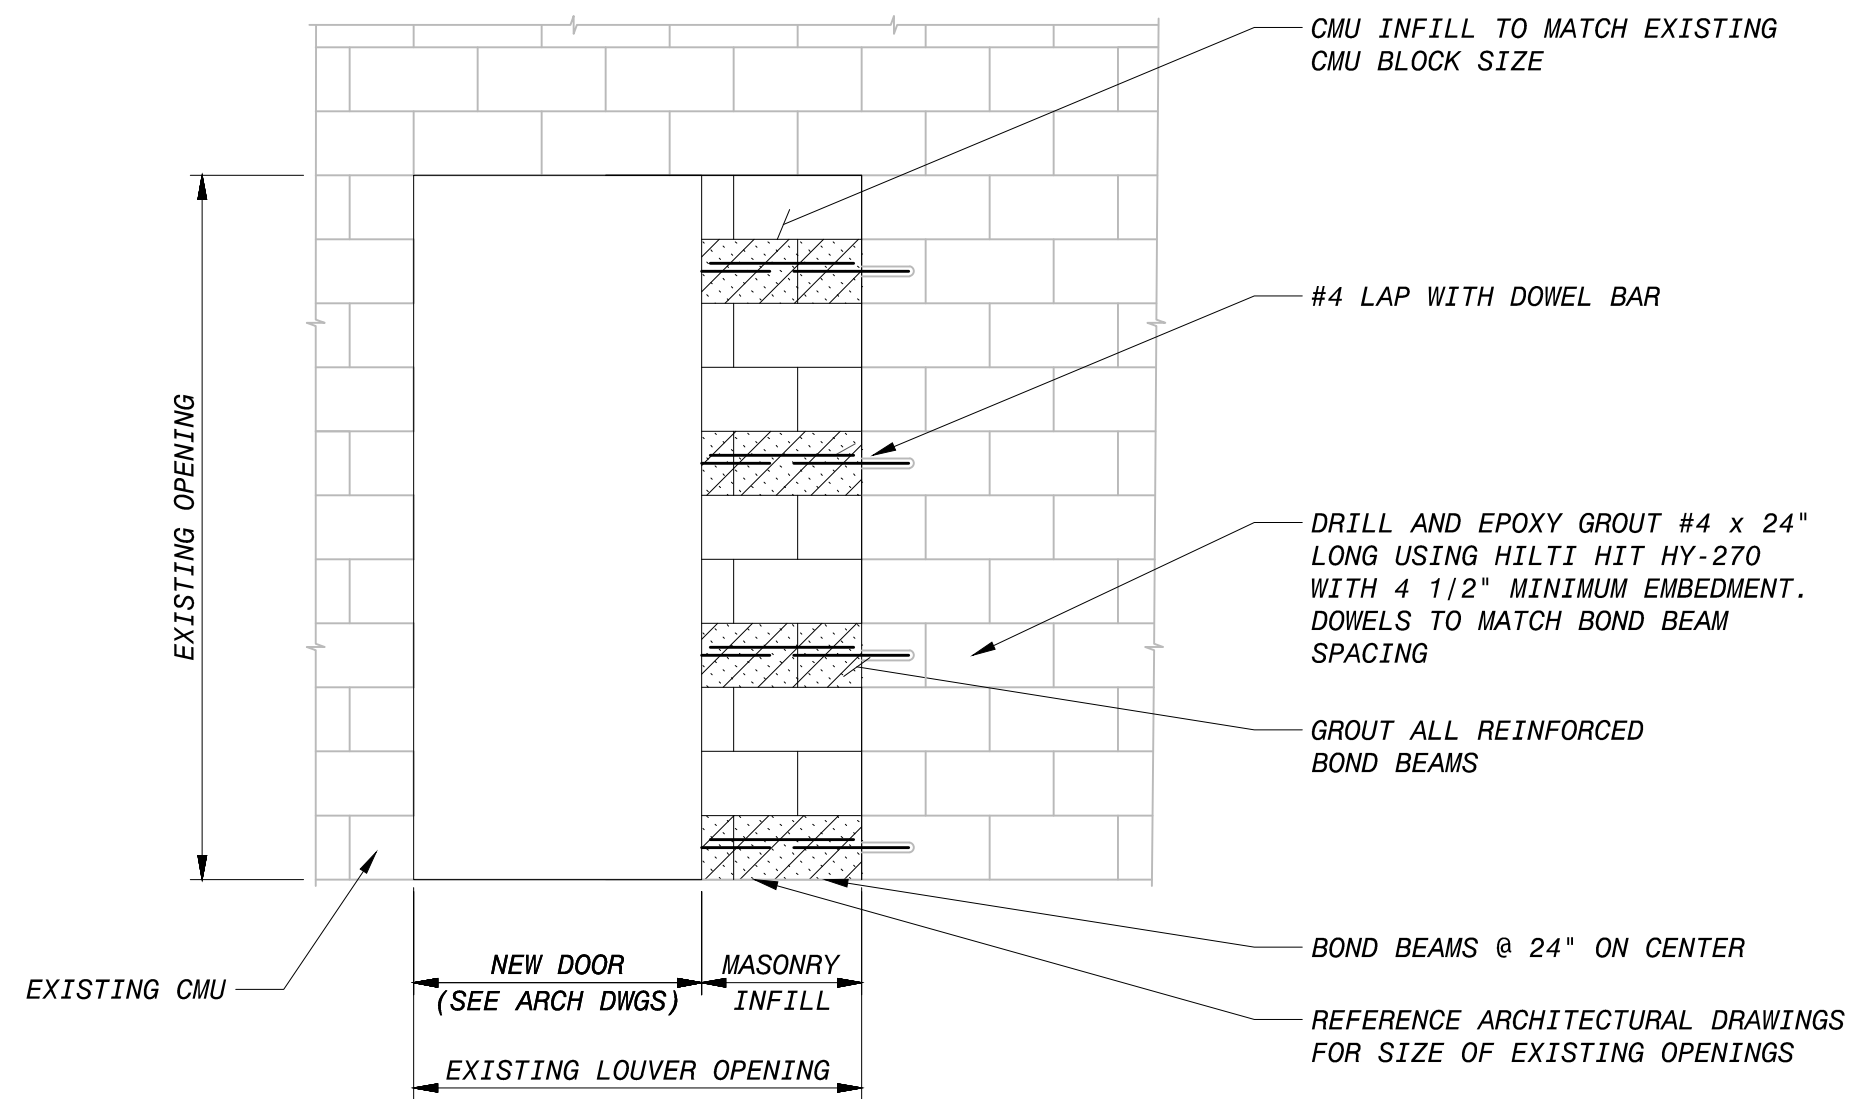 CMU INFILL TO MATCH EXISTING
CMU BLOCK SIZE
#4 LAP WITH DOWEL BAR
EXISTING OPENING
DRILL AND EPOXY GROUT #4 x 24"
LONG USING HILTI HIT HY-270
WITH 4 1/2" MINIMUM EMBEDMENT.
DOWELS TO MATCH BOND BEAM
SPACING
GROUT ALL REINFORCED
BOND BEAMS
BOND BEAMS @ 24" ON CENTER
EXISTING CMU
NEW DOOR
(SEE ARCH DWGS)
MASONRY
INFILL
REFERENCE ARCHITECTURAL DRAWINGS
FOR SIZE OF EXISTING OPENINGS
EXISTING LOUVER OPENING